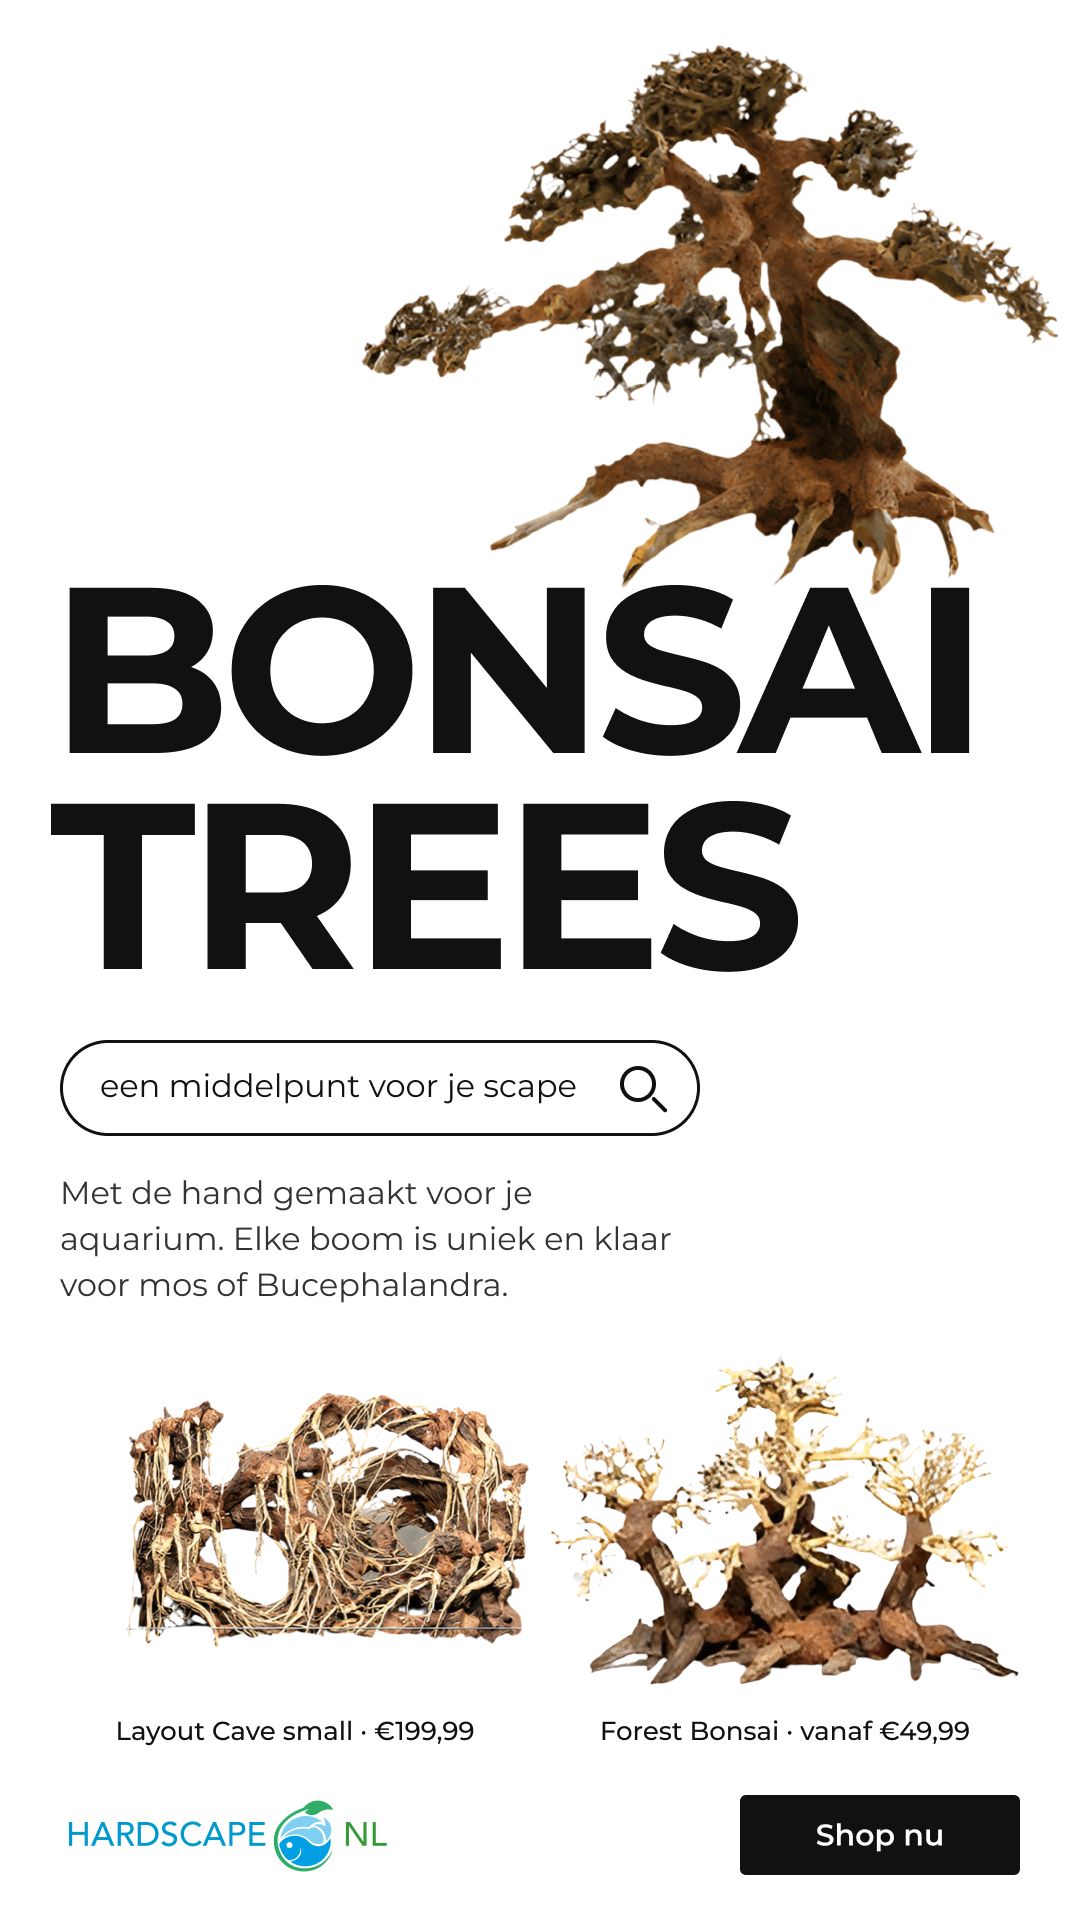 BONSAI
TREES
een middelpunt voor je scape
Met de hand gemaakt voor je
aquarium. Elke boom is uniek en klaar
voor mos of Bucephalandra.
Layout Cave small · €199,99
Forest Bonsai · vanaf €49,99
HARDSCAPE NL
Shop nu